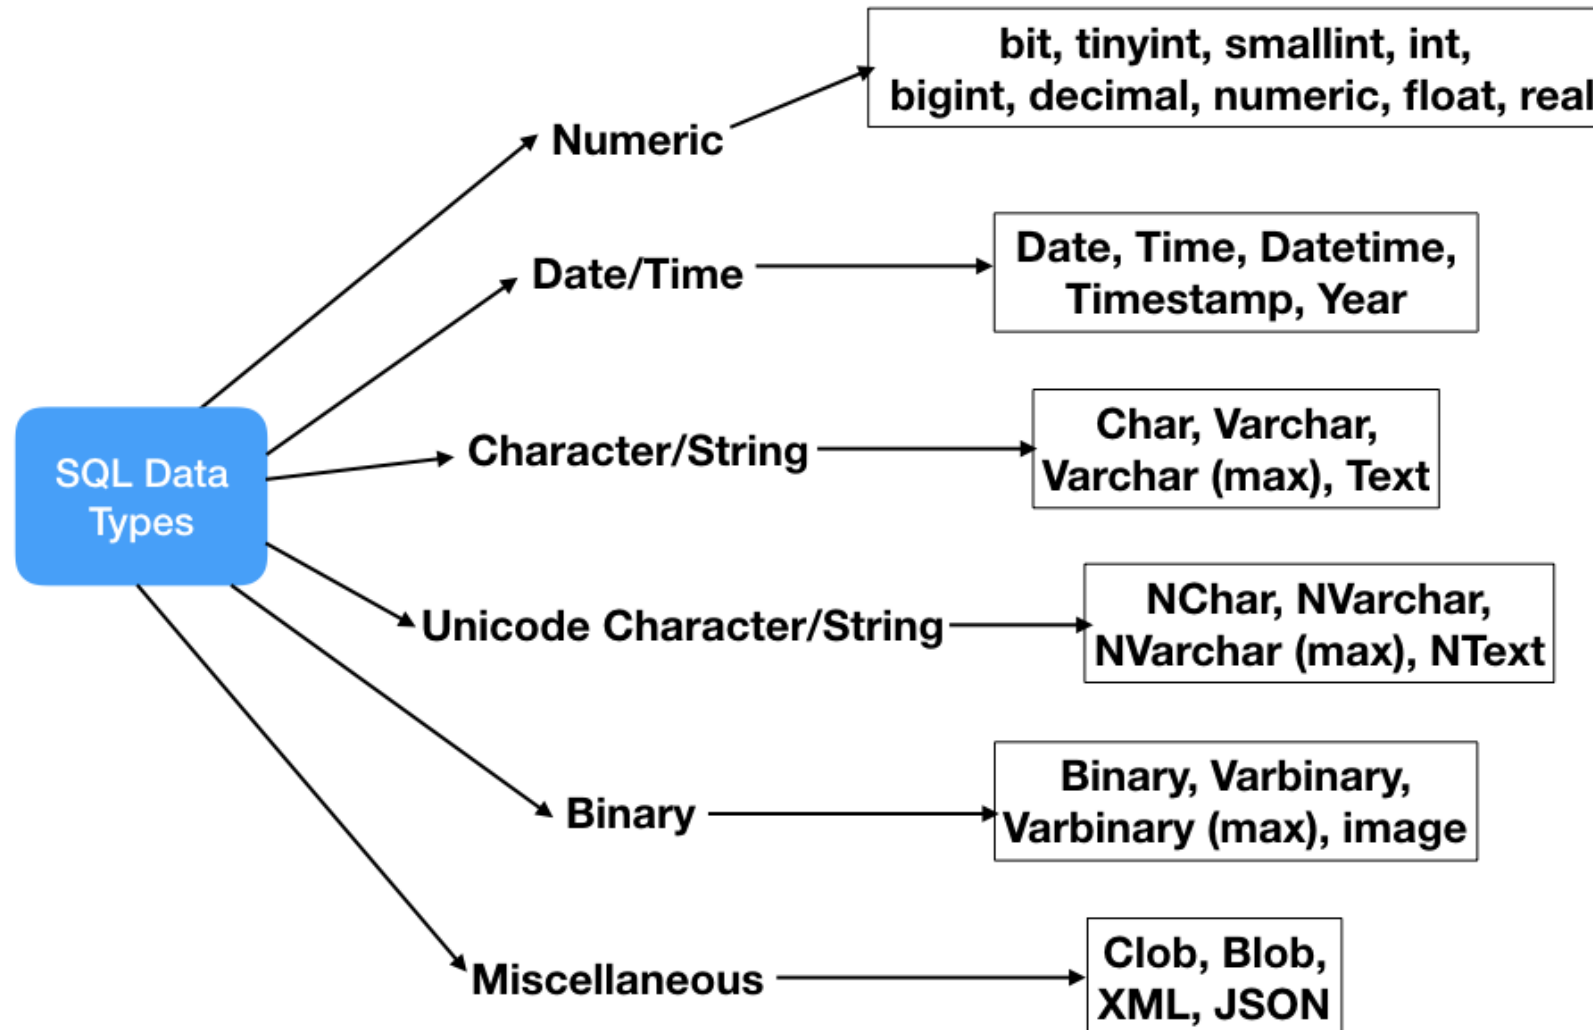 bit, tinyint, smallint, int,
bigint, decimal, numeric, float, real
Numeric
Date, Time, Datetime,
Timestamp, Year
Date/Time
Char, Varchar,
Varchar (max), Text
Character/String
SQL Data
Types
NChar, NVarchar,
NVarchar (max), NText
Unicode Character/String
Binary, Varbinary,
Varbinary (max), image
Binary
Clob, Blob,
XML, JSON
Miscellaneous